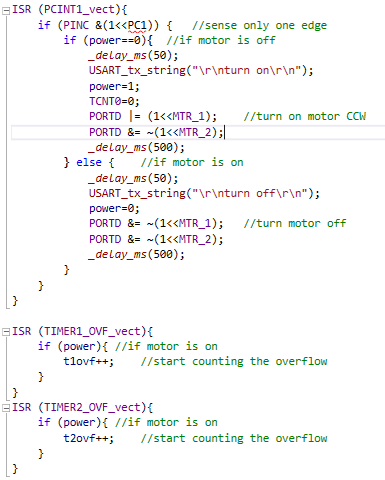 ISR (PCINT1_vect){
if (PINC &(1<<PC1)) { //sense only one edge
if (power==0){ //if motor is off
_delay_ms(50);
USART_tx_string("\r\nturn on\r\n");
power=1;
TCNT0=0;
PORTD |= (1<<MTR_1); //turn on motor CCW
PORTD &= ~(1<<MTR_2);
_delay_ms(500);
} else { //if motor is on
_delay_ms(50);
USART_tx_string("\r\nturn off\r\n");
power=0;
PORTD &= ~(1<<MTR_1); //turn motor off
PORTD &= ~(1<<MTR_2);
_delay_ms(500);
}
}
}
ISR (TIMER1_OVF_vect){
if (power){ //if motor is on
t1ovf++; //start counting the overflow
}
}
ISR (TIMER2_OVF_vect){
if (power){ //if motor is on
t2ovf++; //start counting the overflow
}
}